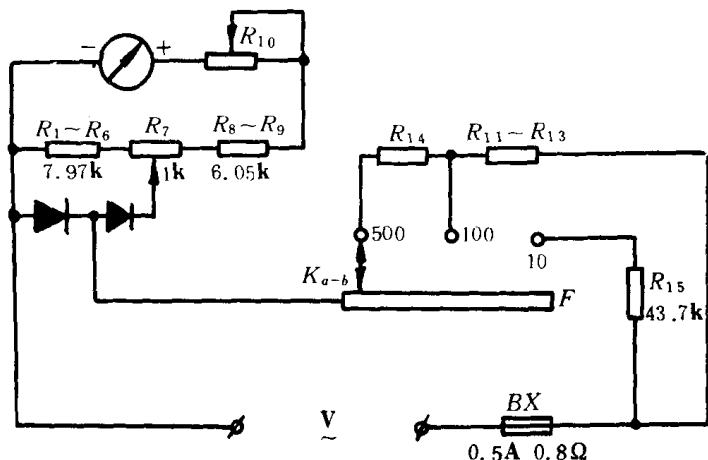 − + R₁₀
R₁~R₆ R₇ R₈~R₉
7.97k 1k 6.05k
R₁₄ R₁₁~R₁₃
500 100 10
Kₐ₋b F
R₁₅
43.7k
V
~
BX
0.5A 0.8Ω